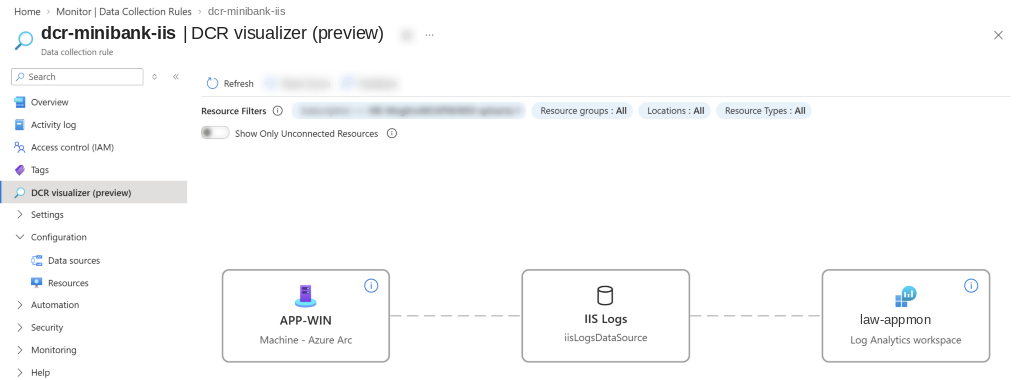 Home > Monitor | Data Collection Rules > dcr-minibank-iis
dcr-minibank-iis | DCR visualizer (preview) ...
Data collection rule
Search
Refresh
Resource Filters
Resource groups : All
Locations : All
Resource Types : All
Show Only Unconnected Resources
Overview
Activity log
Access control (IAM)
Tags
DCR visualizer (preview)
Settings
Configuration
Data sources
Resources
Automation
Security
Monitoring
Help
APP-WIN
Machine - Azure Arc
IIS Logs
iisLogsDataSource
law-appmon
Log Analytics workspace